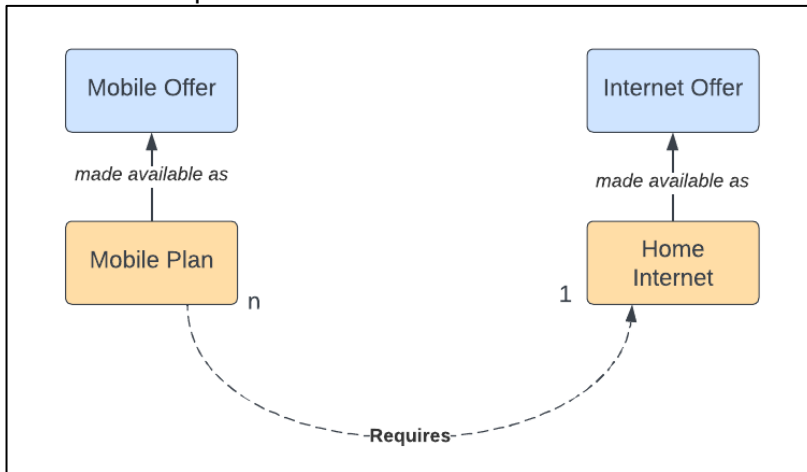 Mobile Offer
Internet Offer
made available as
made available as
Mobile Plan
Home
Internet
n
1
Requires